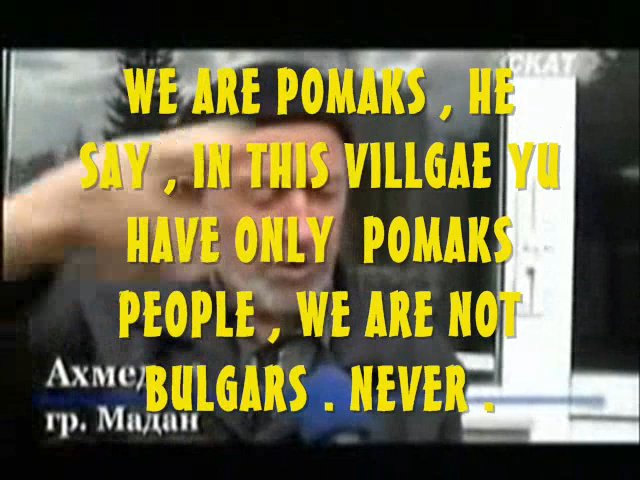 СКАТ
WE ARE POMAKS , HE
SAY , IN THIS VILLGAE YU
HAVE ONLY POMAKS
PEOPLE , WE ARE NOT
BULGARS . NEVER .
Ахмед
гр. Мадан